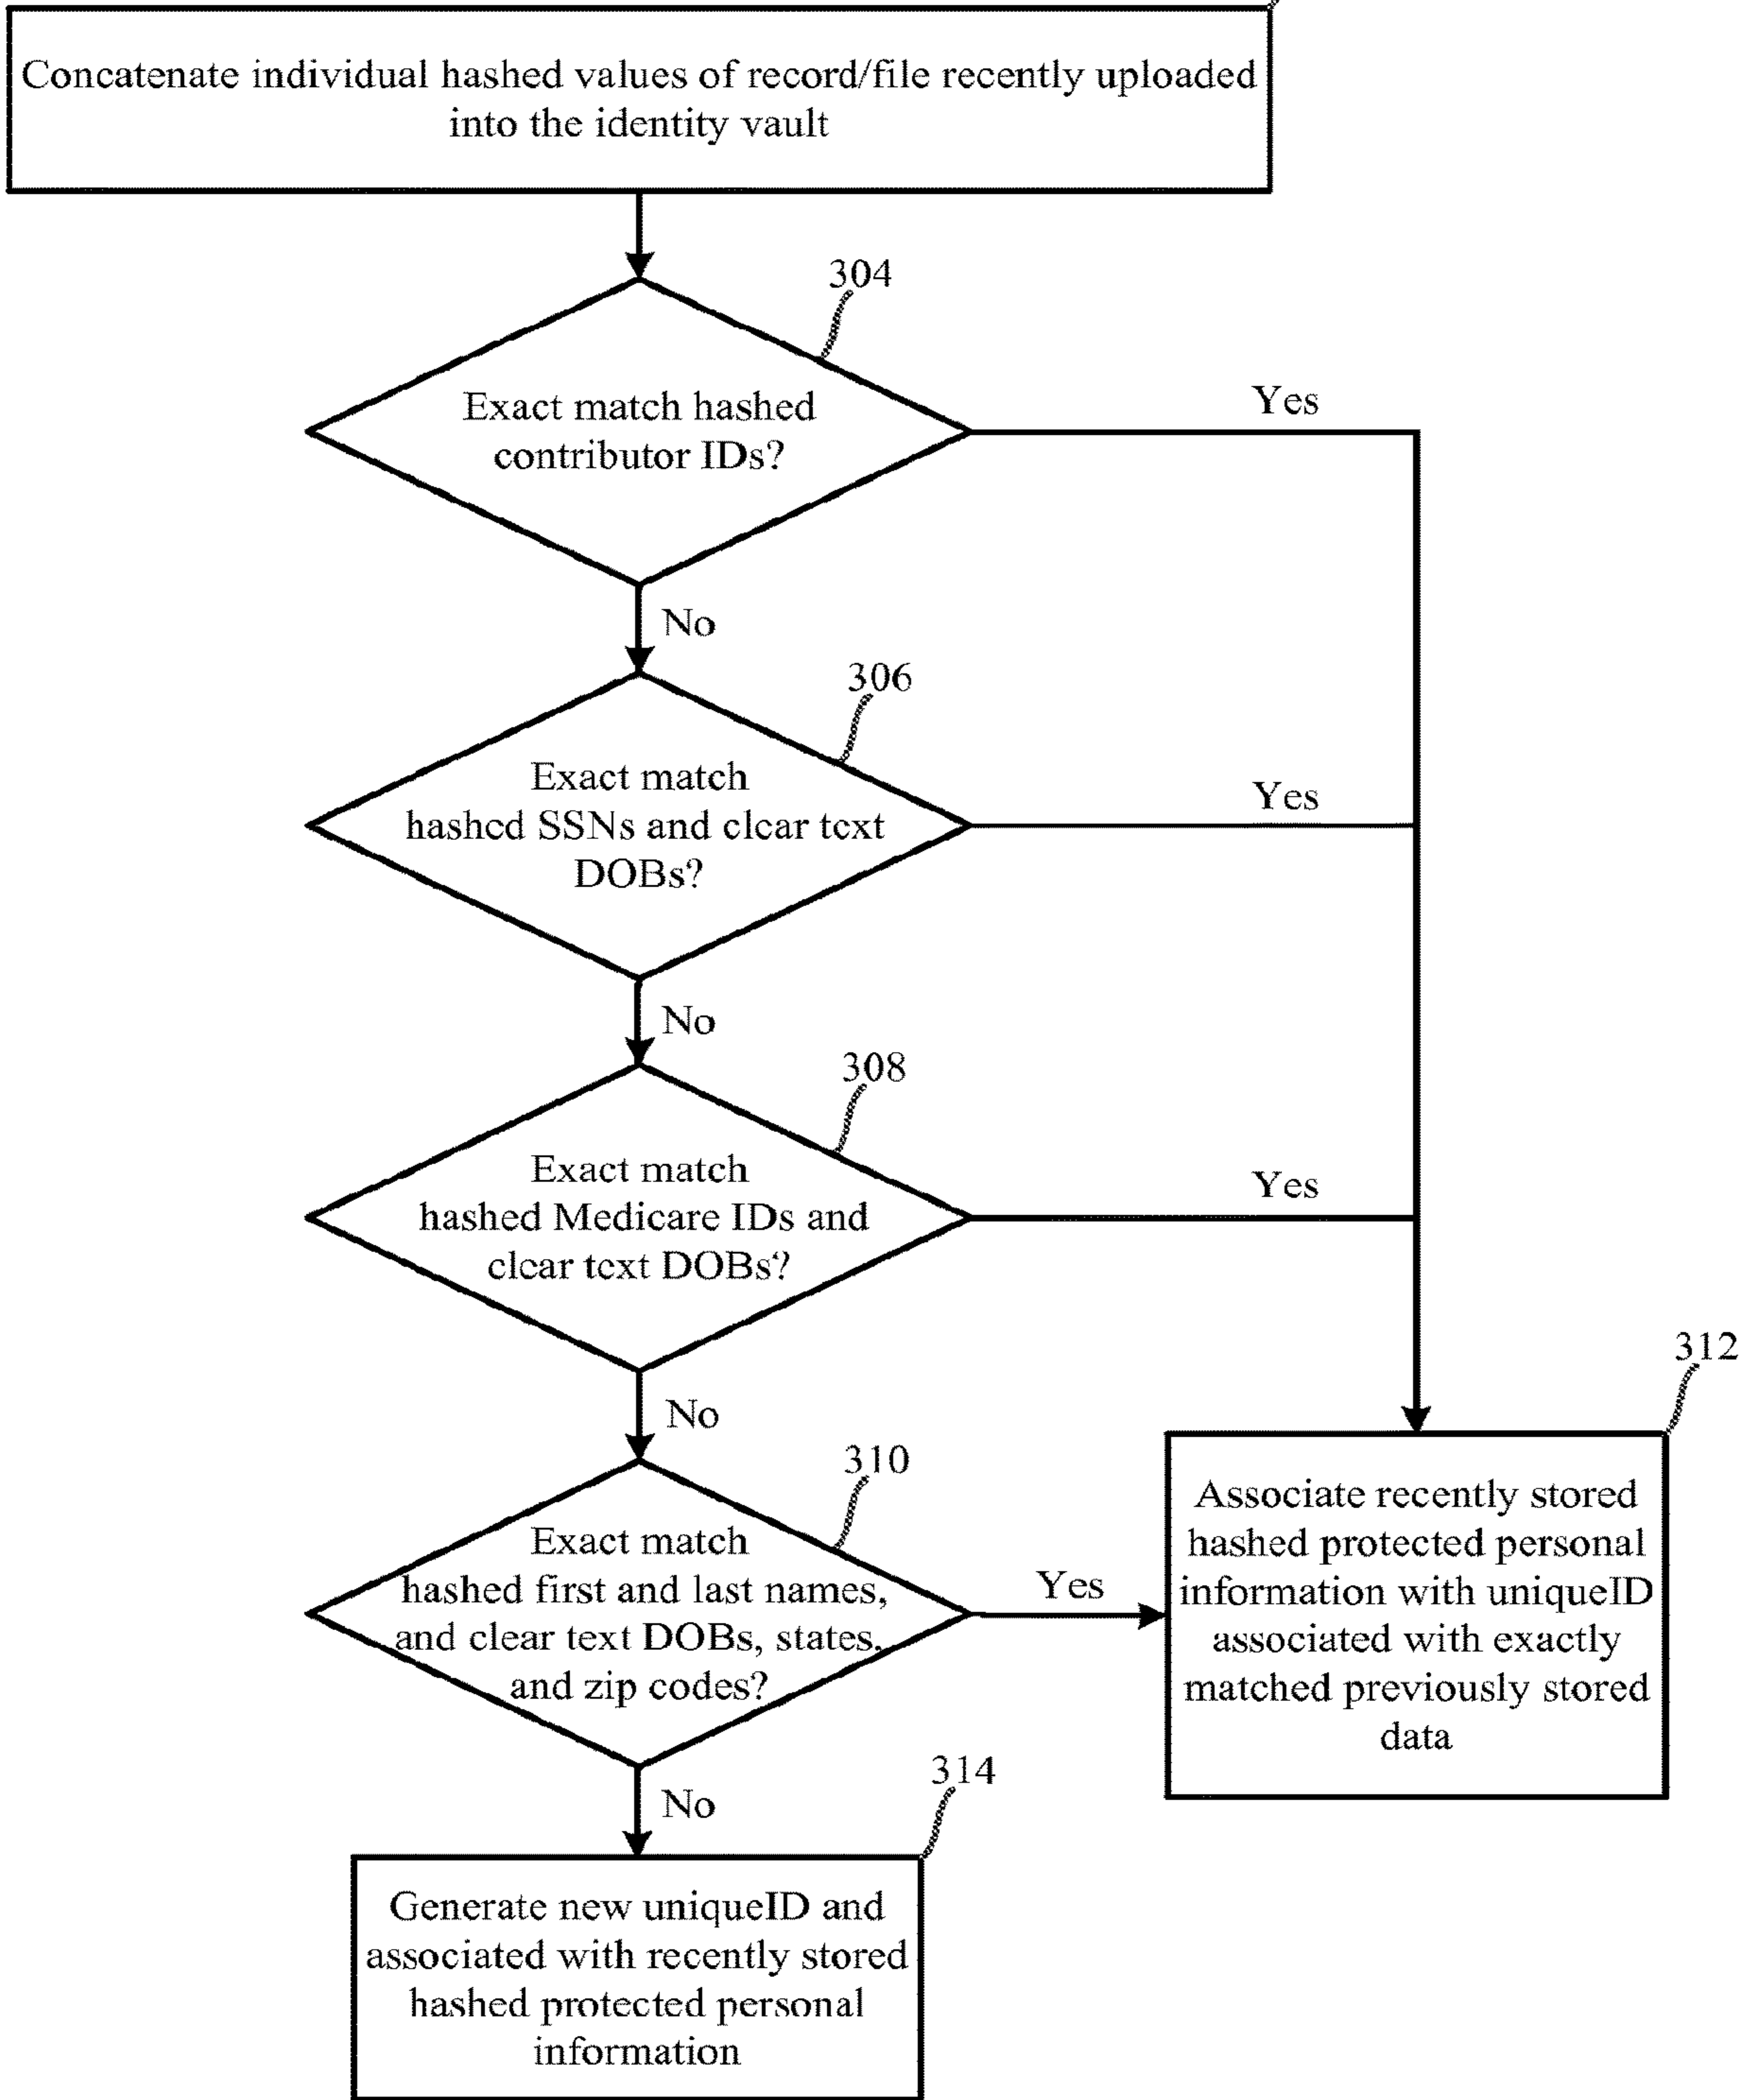 Concatenate individual hashed values of record/file recently uploaded
into the identity vault
304
Exact match hashed
contributor IDs?
Yes
No
306
Exact match
hashed SSNs and clear text
DOBs?
Yes
No
308
Exact match
hashed Medicare IDs and
clear text DOBs?
Yes
No
310
Exact match
hashed first and last names,
and clear text DOBs, states,
and zip codes?
Yes
312
Associate recently stored
hashed protected personal
information with uniqueID
associated with exactly
matched previously stored
data
No
314
Generate new uniqueID and
associated with recently stored
hashed protected personal
information